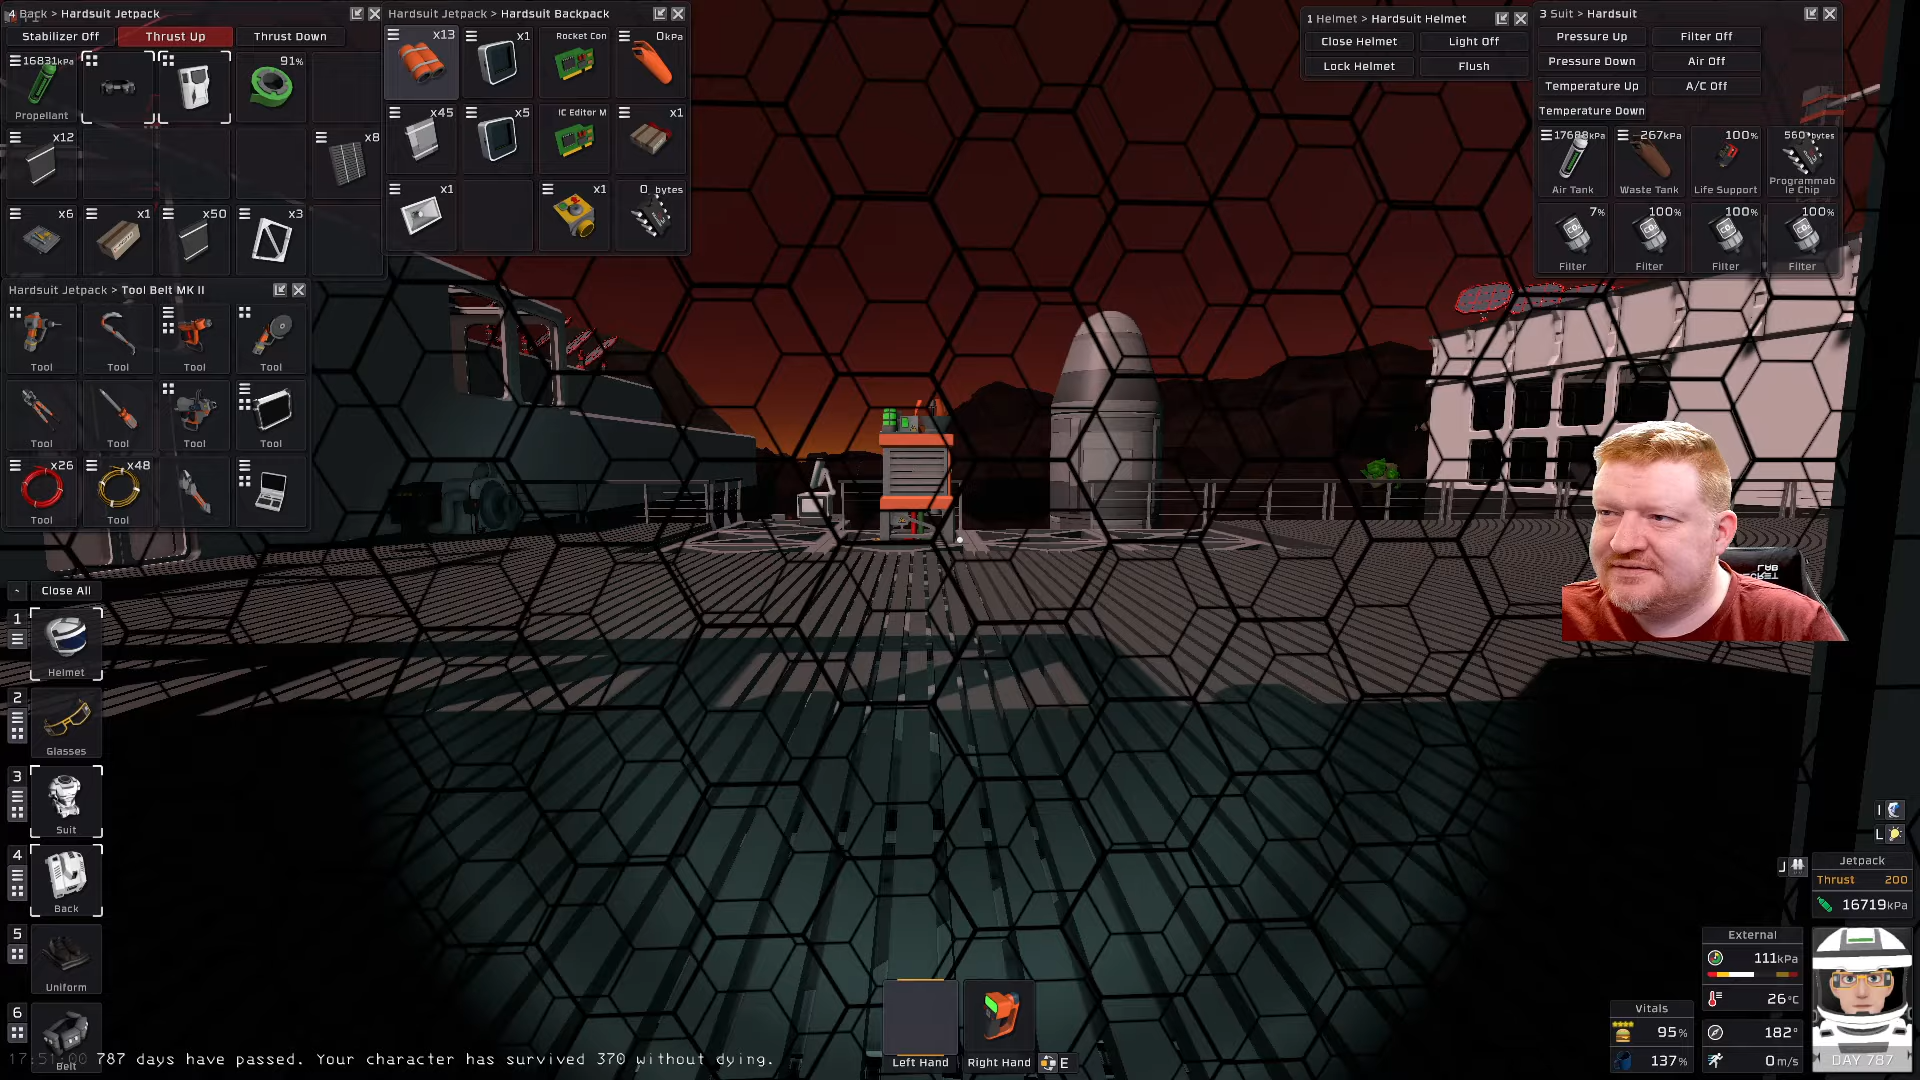 4 Back > Hardsuit Jetpack
Stabilizer Off
Thrust Up
Thrust Down
16831kPa
91%
Propellant
x12
x8
x6
x1
x50
x3
Hardsuit Jetpack > Hardsuit Backpack
x13
x1
Rocket Con
0kPa
x45
x5
IC Editor M
x1
x1
x1
0 bytes
Hardsuit Jetpack > Tool Belt MK II
Tool
Tool
Tool
Tool
Tool
Tool
Tool
Tool
x26
x48
Tool
Tool
1 Helmet > Hardsuit Helmet
Close Helmet
Light Off
Lock Helmet
Flush
3 Suit > Hardsuit
Pressure Up
Filter Off
Pressure Down
Air Off
Temperature Up
A/C Off
Temperature Down
17688kPa
267kPa
100%
560 bytes
Air Tank
Waste Tank
Life Support
Programmab
le Chip
7%
100%
100%
100%
Filter
Filter
Filter
Filter
~
Close All
1
Helmet
2
Glasses
3
Suit
4
Back
5
Uniform
6
Belt
17:51:00 787 days have passed. Your character has survived 370 without dying.
Left Hand
Right Hand
E
I
L
J
Jetpack
Thrust 200
16719kPa
External
111kPa
26°C
182°
0m/s
Vitals
95%
137%
DAY 787